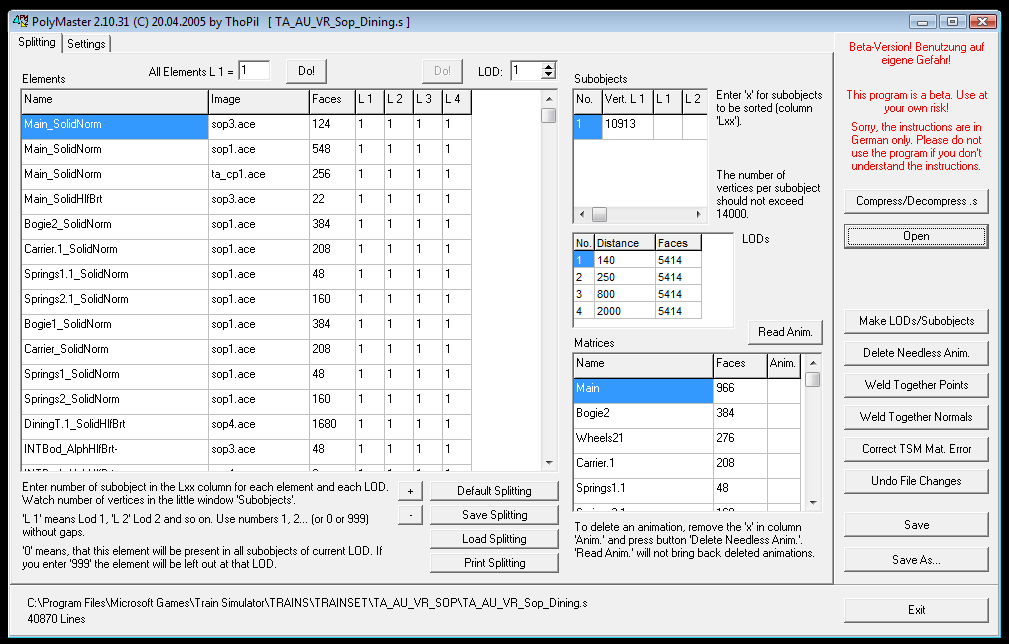 PolyMaster 2.10.31 (C) 20.04.2005 by ThoPil [ TA_AU_VR_Sop_Dining.s ]
Splitting Settings
Elements All Elements L 1 = 1 Do! Do! LOD: 1
Name Image Faces L 1 L 2 L 3 L 4
Main_SolidNorm sop3.ace 124 1 1 1 1
Main_SolidNorm sop1.ace 548 1 1 1 1
Main_SolidNorm ta_cp1.ace 256 1 1 1 1
Main_SolidHlfBrt sop3.ace 22 1 1 1 1
Bogie2_SolidNorm sop1.ace 384 1 1 1 1
Carrier.1_SolidNorm sop1.ace 208 1 1 1 1
Springs1.1_SolidNorm sop1.ace 48 1 1 1 1
Springs2.1_SolidNorm sop1.ace 160 1 1 1 1
Bogie1_SolidNorm sop1.ace 384 1 1 1 1
Carrier_SolidNorm sop1.ace 208 1 1 1 1
Springs1_SolidNorm sop1.ace 48 1 1 1 1
Springs2_SolidNorm sop1.ace 160 1 1 1 1
DiningT.1_SolidHlfBrt sop4.ace 1680 1 1 1 1
INTBod_AlphHlfBrt- sop3.ace 48 1 1 1 1
Enter number of subobject in the Lxx column for each element and each LOD.
Watch number of vertices in the little window 'Subobjects'.
'L 1' means Lod 1, 'L 2' Lod 2 and so on. Use numbers 1, 2... (or 0 or 999)
without gaps.
'0' means, that this element will be present in all subobjects of current LOD. If
you enter '999' the element will be left out at that LOD.
+
-
Default Splitting
Save Splitting
Load Splitting
Print Splitting
Subobjects
No. Vert. L 1 L 1 L 2
1 10913
Enter 'x' for subobjects
to be sorted (column
'Lxx').
The number of
vertices per subobject
should not exceed
14000.
LODs
No. Distance Faces
1 140 5414
2 250 5414
3 800 5414
4 2000 5414
Read Anim.
Matrices
Name Faces Anim.
Main 966
Bogie2 384
Wheels21 276
Carrier.1 208
Springs1.1 48
To delete an animation, remove the 'x' in column
'Anim.' and press button 'Delete Needless Anim.'.
'Read Anim.' will not bring back deleted animations.
Beta-Version! Benutzung auf
eigene Gefahr!
This program is a beta. Use at
your own risk!
Sorry, the instructions are in
German only. Please do not
use the program if you don't
understand the instructions.
Compress/Decompress .s
Open
Make LODs/Subobjects
Delete Needless Anim.
Weld Together Points
Weld Together Normals
Correct TSM Mat. Error
Undo File Changes
Save
Save As...
Exit
C:\Program Files\Microsoft Games\Train Simulator\TRAINS\TRAINSET\TA_AU_VR_SOP\TA_AU_VR_Sop_Dining.s
40870 Lines